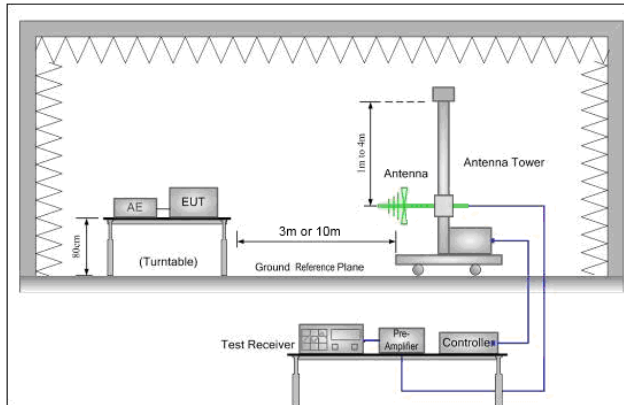 1m to 4m
Antenna
Antenna Tower
AE
EUT
80cm
(Turntable)
3m or 10m
Ground Reference Plane
Test Receiver
Pre-
Amplifier
Controlle